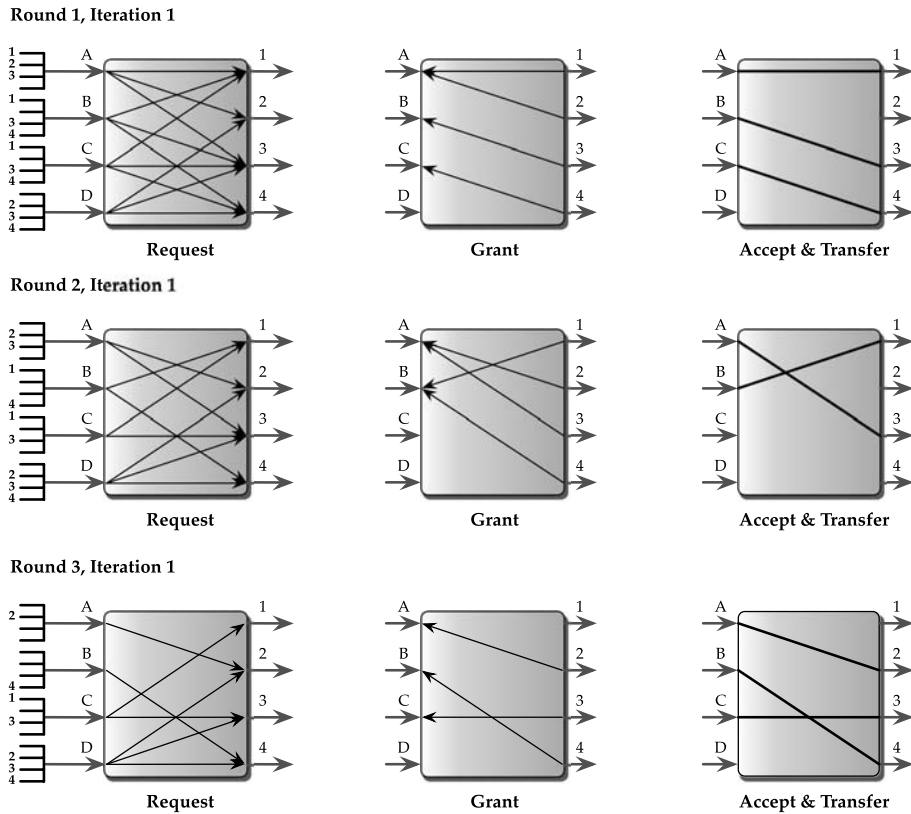 Round 1, Iteration 1
1 2 3 A 1 A 1 A 1
1 3 4 B 2 B 2 B 2
1 3 4 C 3 C 3 C 3
2 3 4 D 4 D 4 D 4
Request Grant Accept & Transfer
Round 2, Iteration 1
2 3 A 1 A 1 A 1
1 4 B 2 B 2 B 2
1 3 C 3 C 3 C 3
2 3 4 D 4 D 4 D 4
Request Grant Accept & Transfer
Round 3, Iteration 1
2 A 1 A 1 A 1
4 B 2 B 2 B 2
1 3 C 3 C 3 C 3
2 3 4 D 4 D 4 D 4
Request Grant Accept & Transfer